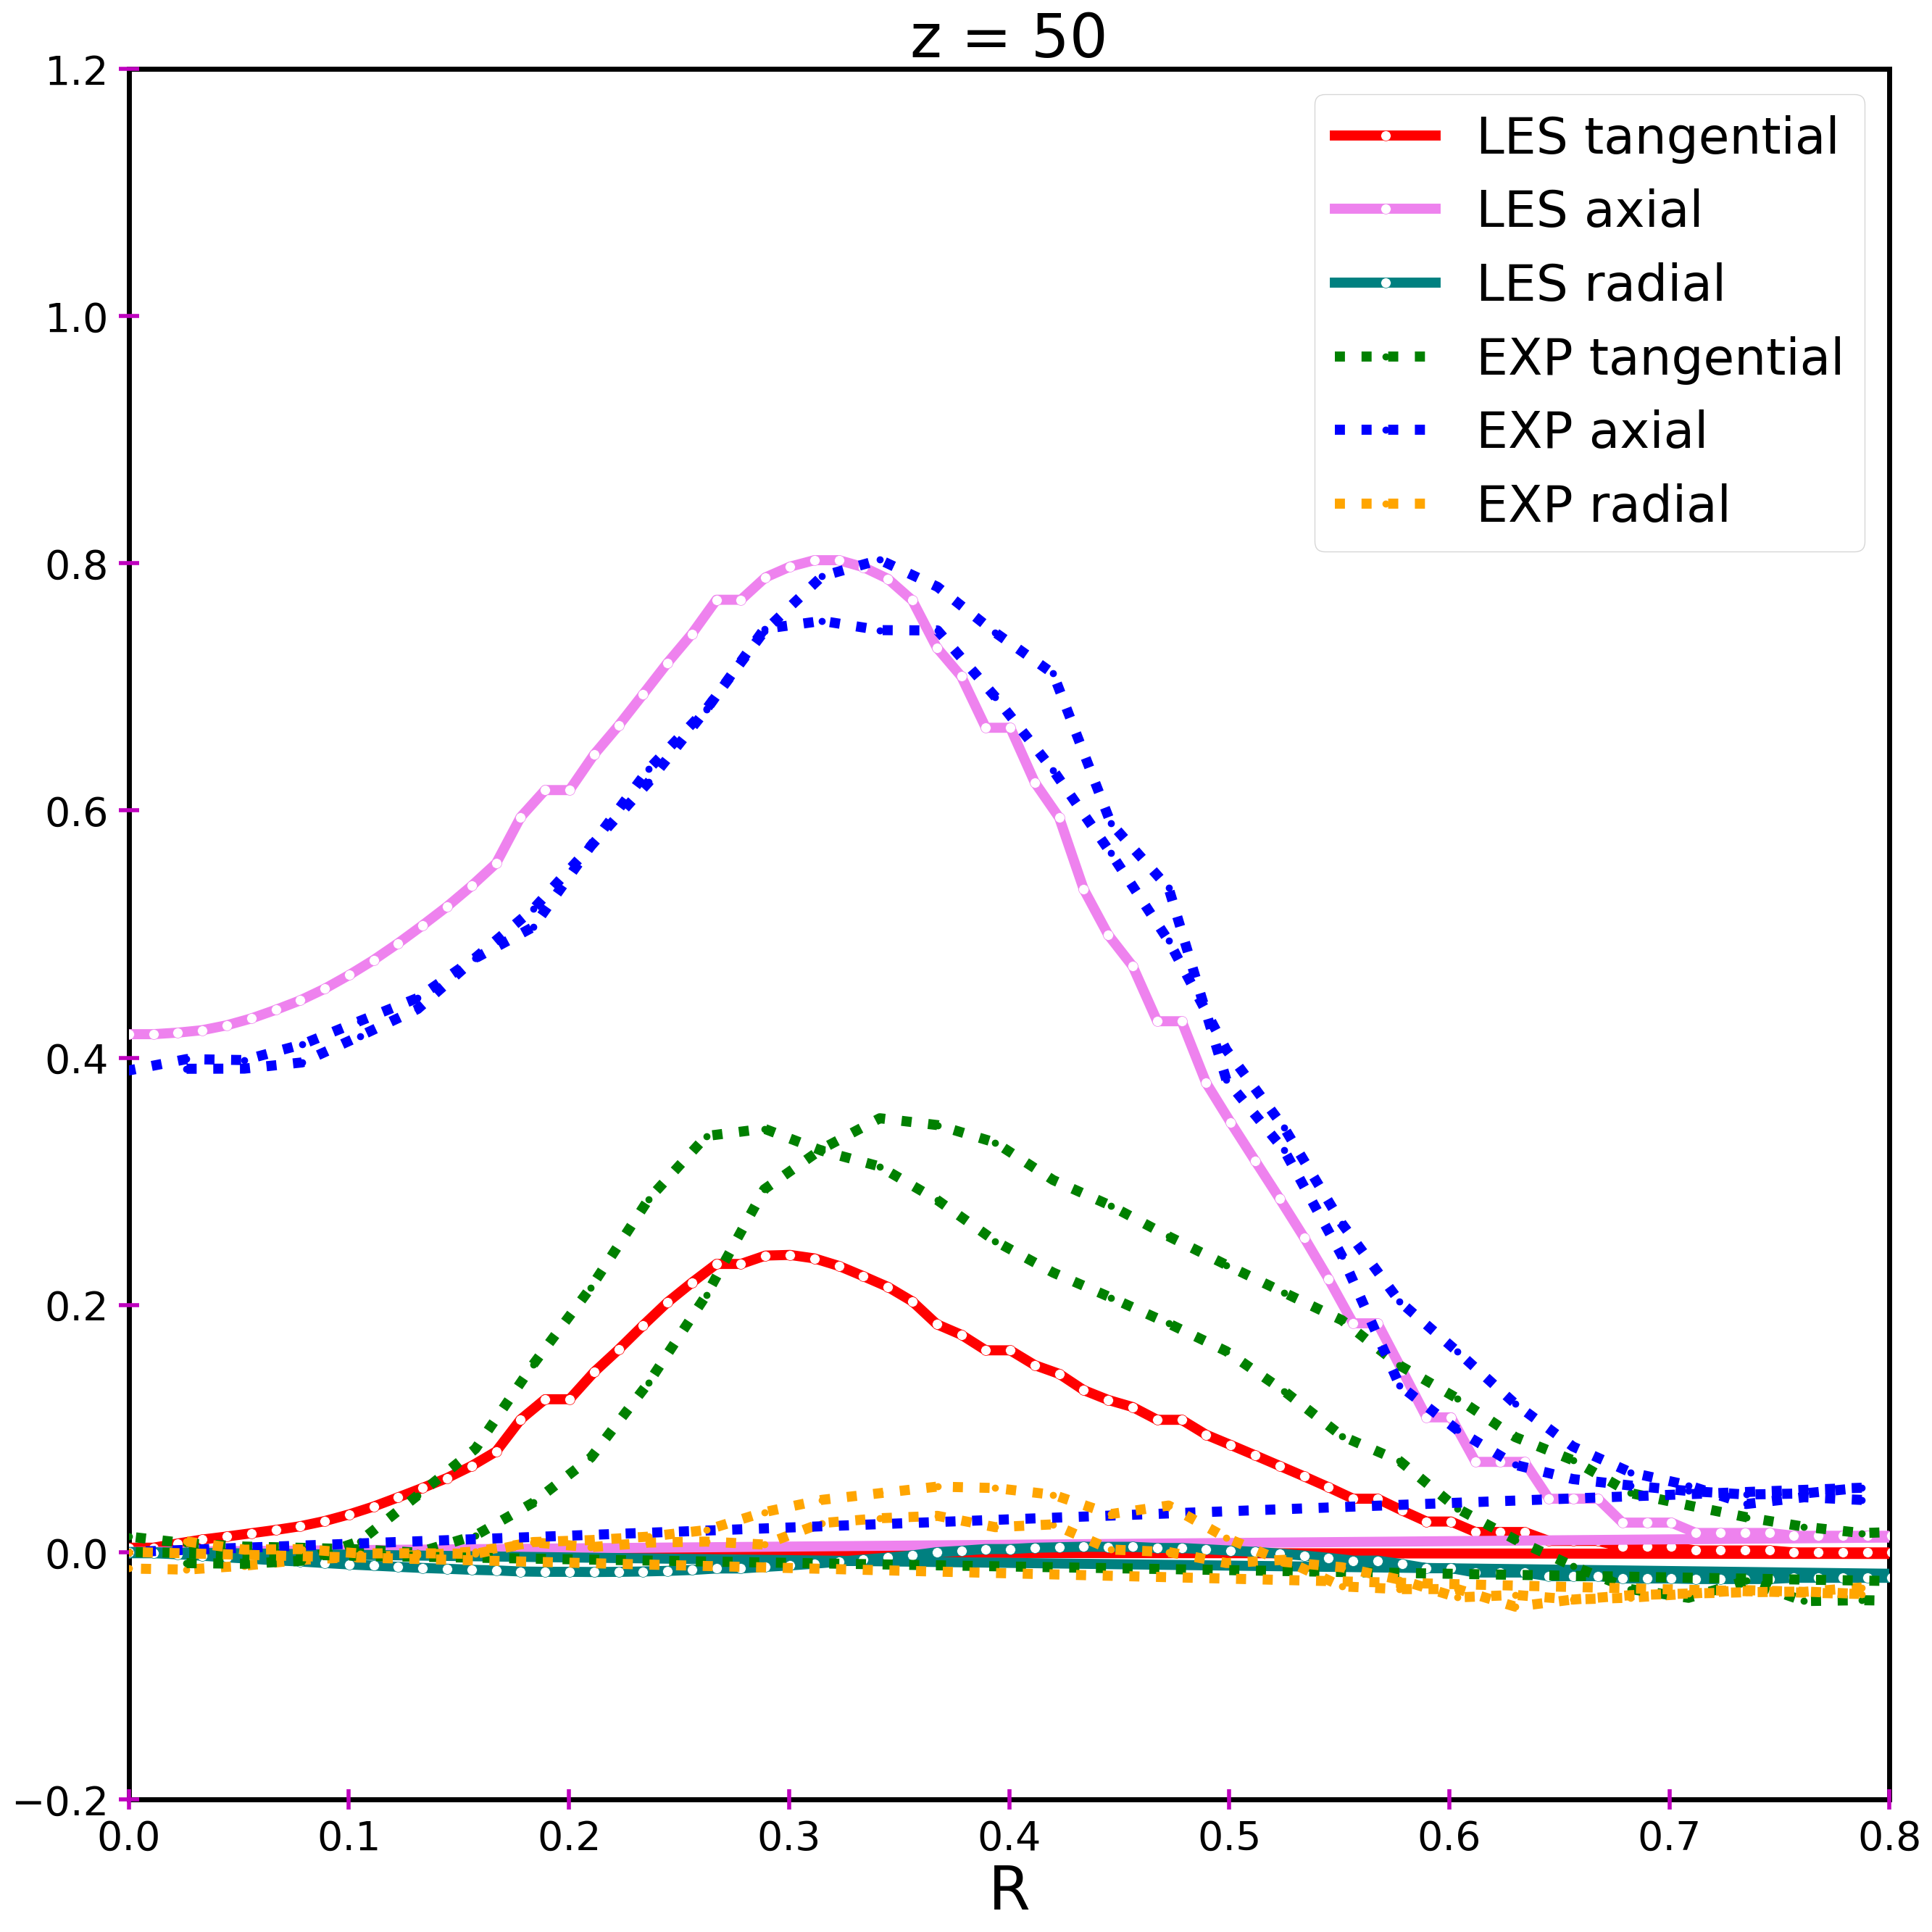 z = 50
1.2
1.0
0.8
0.6
0.4
0.2
0.0
−0.2
LES tangential
LES axial
LES radial
EXP tangential
EXP axial
EXP radial
0.0 0.1 0.2 0.3 0.4 0.5 0.6 0.7 0.8
R